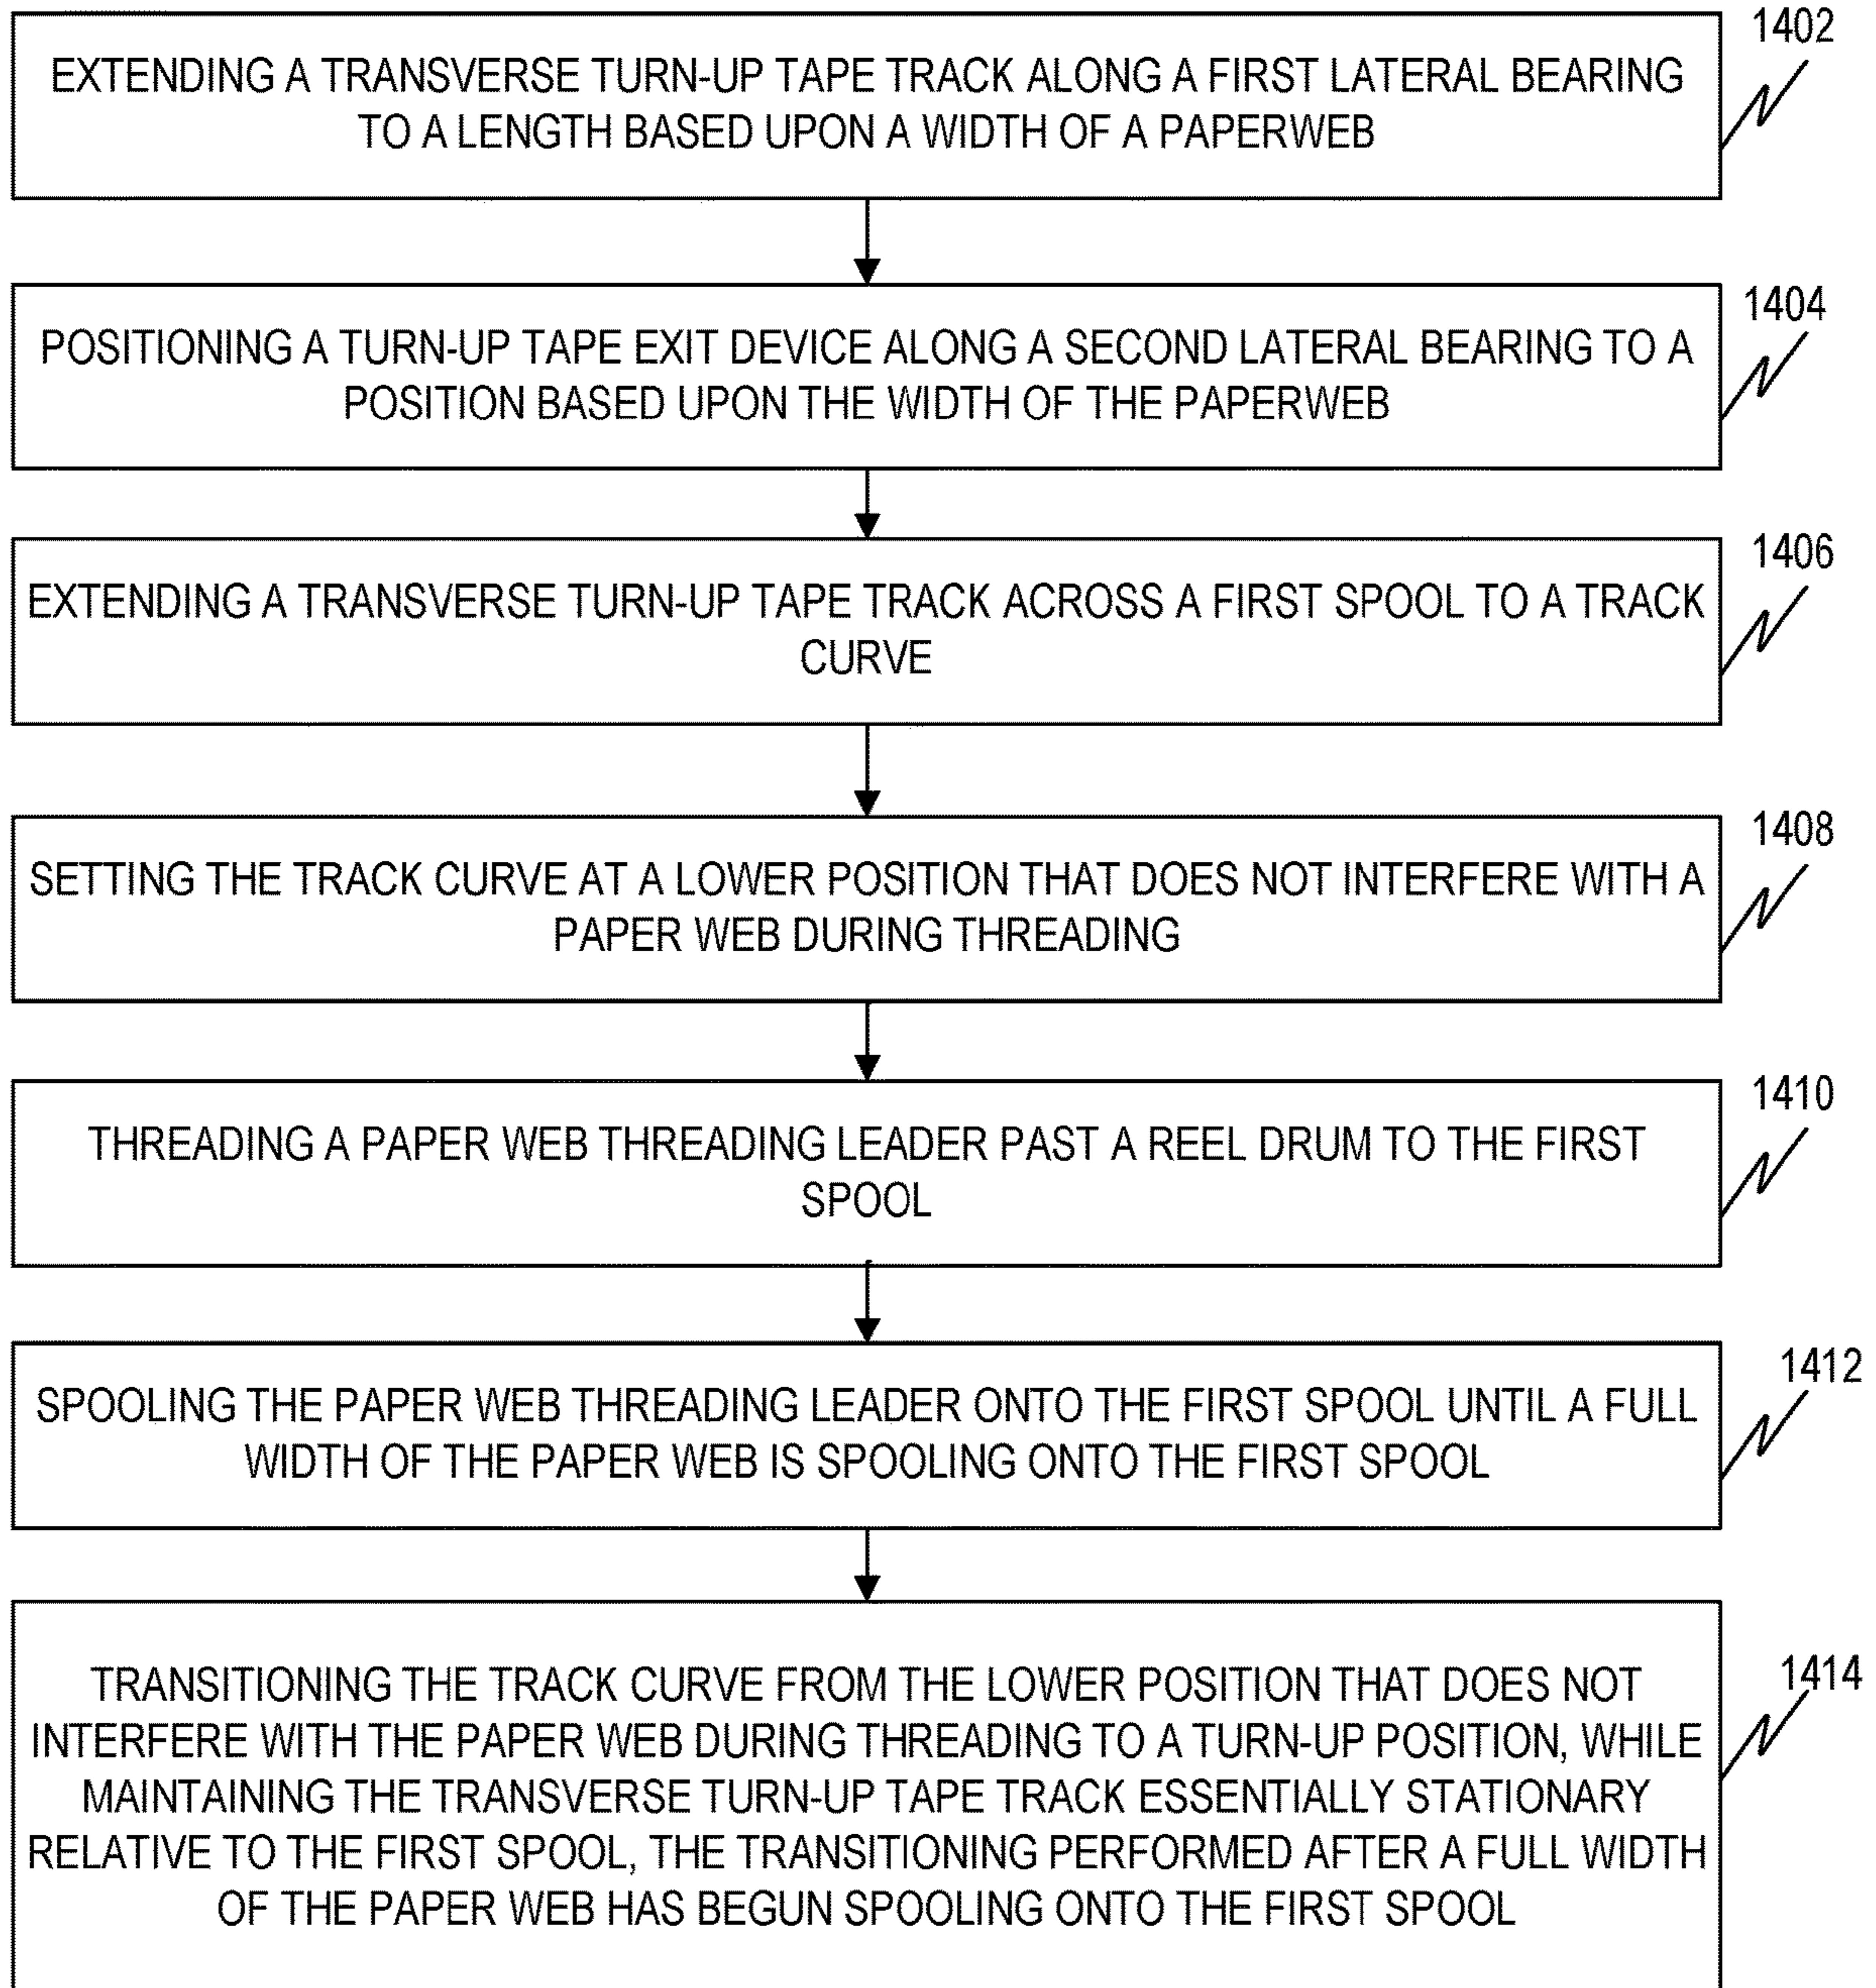 1402
EXTENDING A TRANSVERSE TURN-UP TAPE TRACK ALONG A FIRST LATERAL BEARING
TO A LENGTH BASED UPON A WIDTH OF A PAPERWEB
1404
POSITIONING A TURN-UP TAPE EXIT DEVICE ALONG A SECOND LATERAL BEARING TO A
POSITION BASED UPON THE WIDTH OF THE PAPERWEB
1406
EXTENDING A TRANSVERSE TURN-UP TAPE TRACK ACROSS A FIRST SPOOL TO A TRACK
CURVE
1408
SETTING THE TRACK CURVE AT A LOWER POSITION THAT DOES NOT INTERFERE WITH A
PAPER WEB DURING THREADING
1410
THREADING A PAPER WEB THREADING LEADER PAST A REEL DRUM TO THE FIRST
SPOOL
1412
SPOOLING THE PAPER WEB THREADING LEADER ONTO THE FIRST SPOOL UNTIL A FULL
WIDTH OF THE PAPER WEB IS SPOOLING ONTO THE FIRST SPOOL
1414
TRANSITIONING THE TRACK CURVE FROM THE LOWER POSITION THAT DOES NOT
INTERFERE WITH THE PAPER WEB DURING THREADING TO A TURN-UP POSITION, WHILE
MAINTAINING THE TRANSVERSE TURN-UP TAPE TRACK ESSENTIALLY STATIONARY
RELATIVE TO THE FIRST SPOOL, THE TRANSITIONING PERFORMED AFTER A FULL WIDTH
OF THE PAPER WEB HAS BEGUN SPOOLING ONTO THE FIRST SPOOL